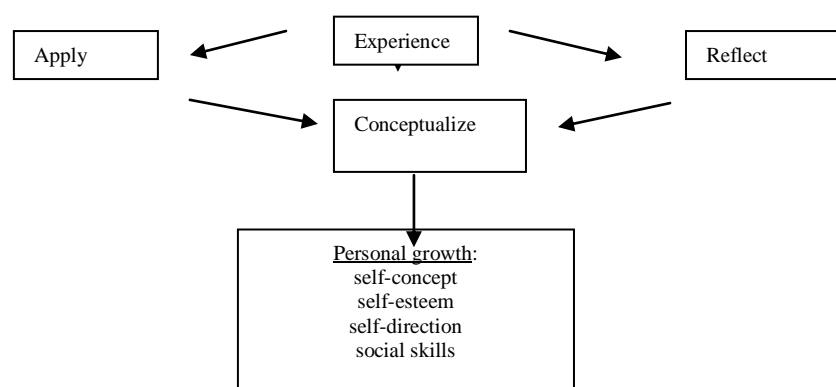 Experience
Apply
Reflect
Conceptualize
Personal growth:
self-concept
self-esteem
self-direction
social skills